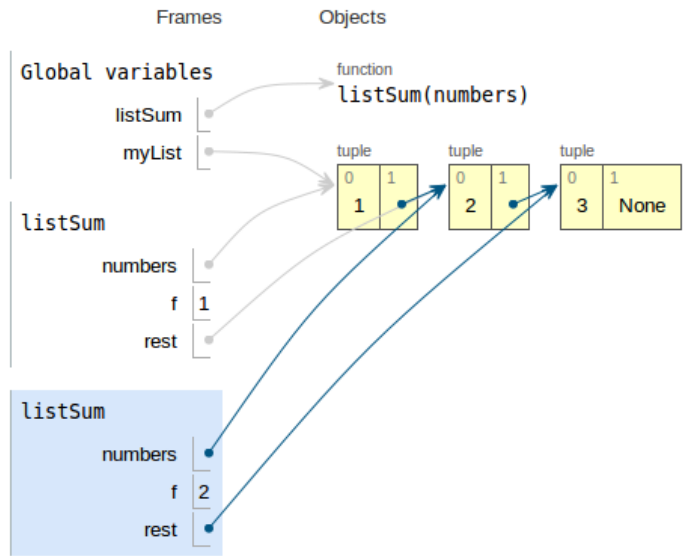 Frames Objects
Global variables
function
listSum(numbers)
listSum
myList
tuple tuple tuple
0 1 0 1 0 1
1 2 3 None
listSum
numbers
f 1
rest
listSum
numbers
f 2
rest